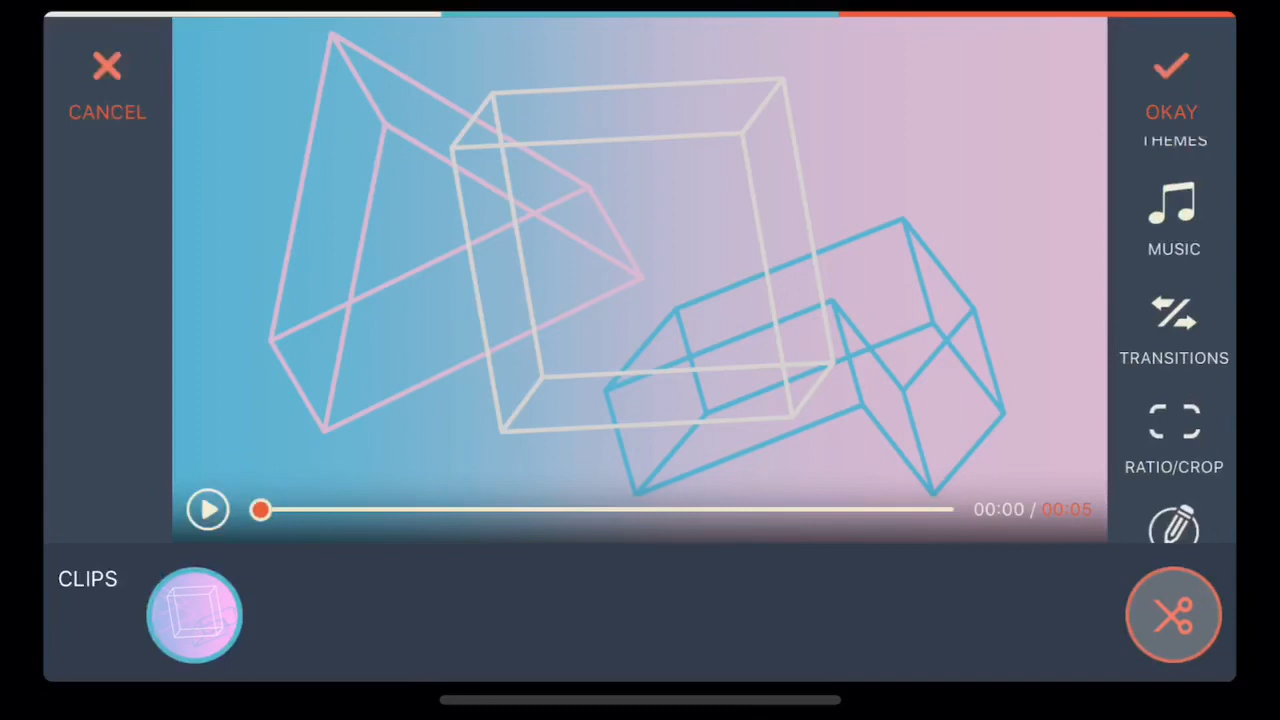 CANCEL
OKAY
THEMES
MUSIC
TRANSITIONS
RATIO/CROP
00:00 / 00:05
CLIPS